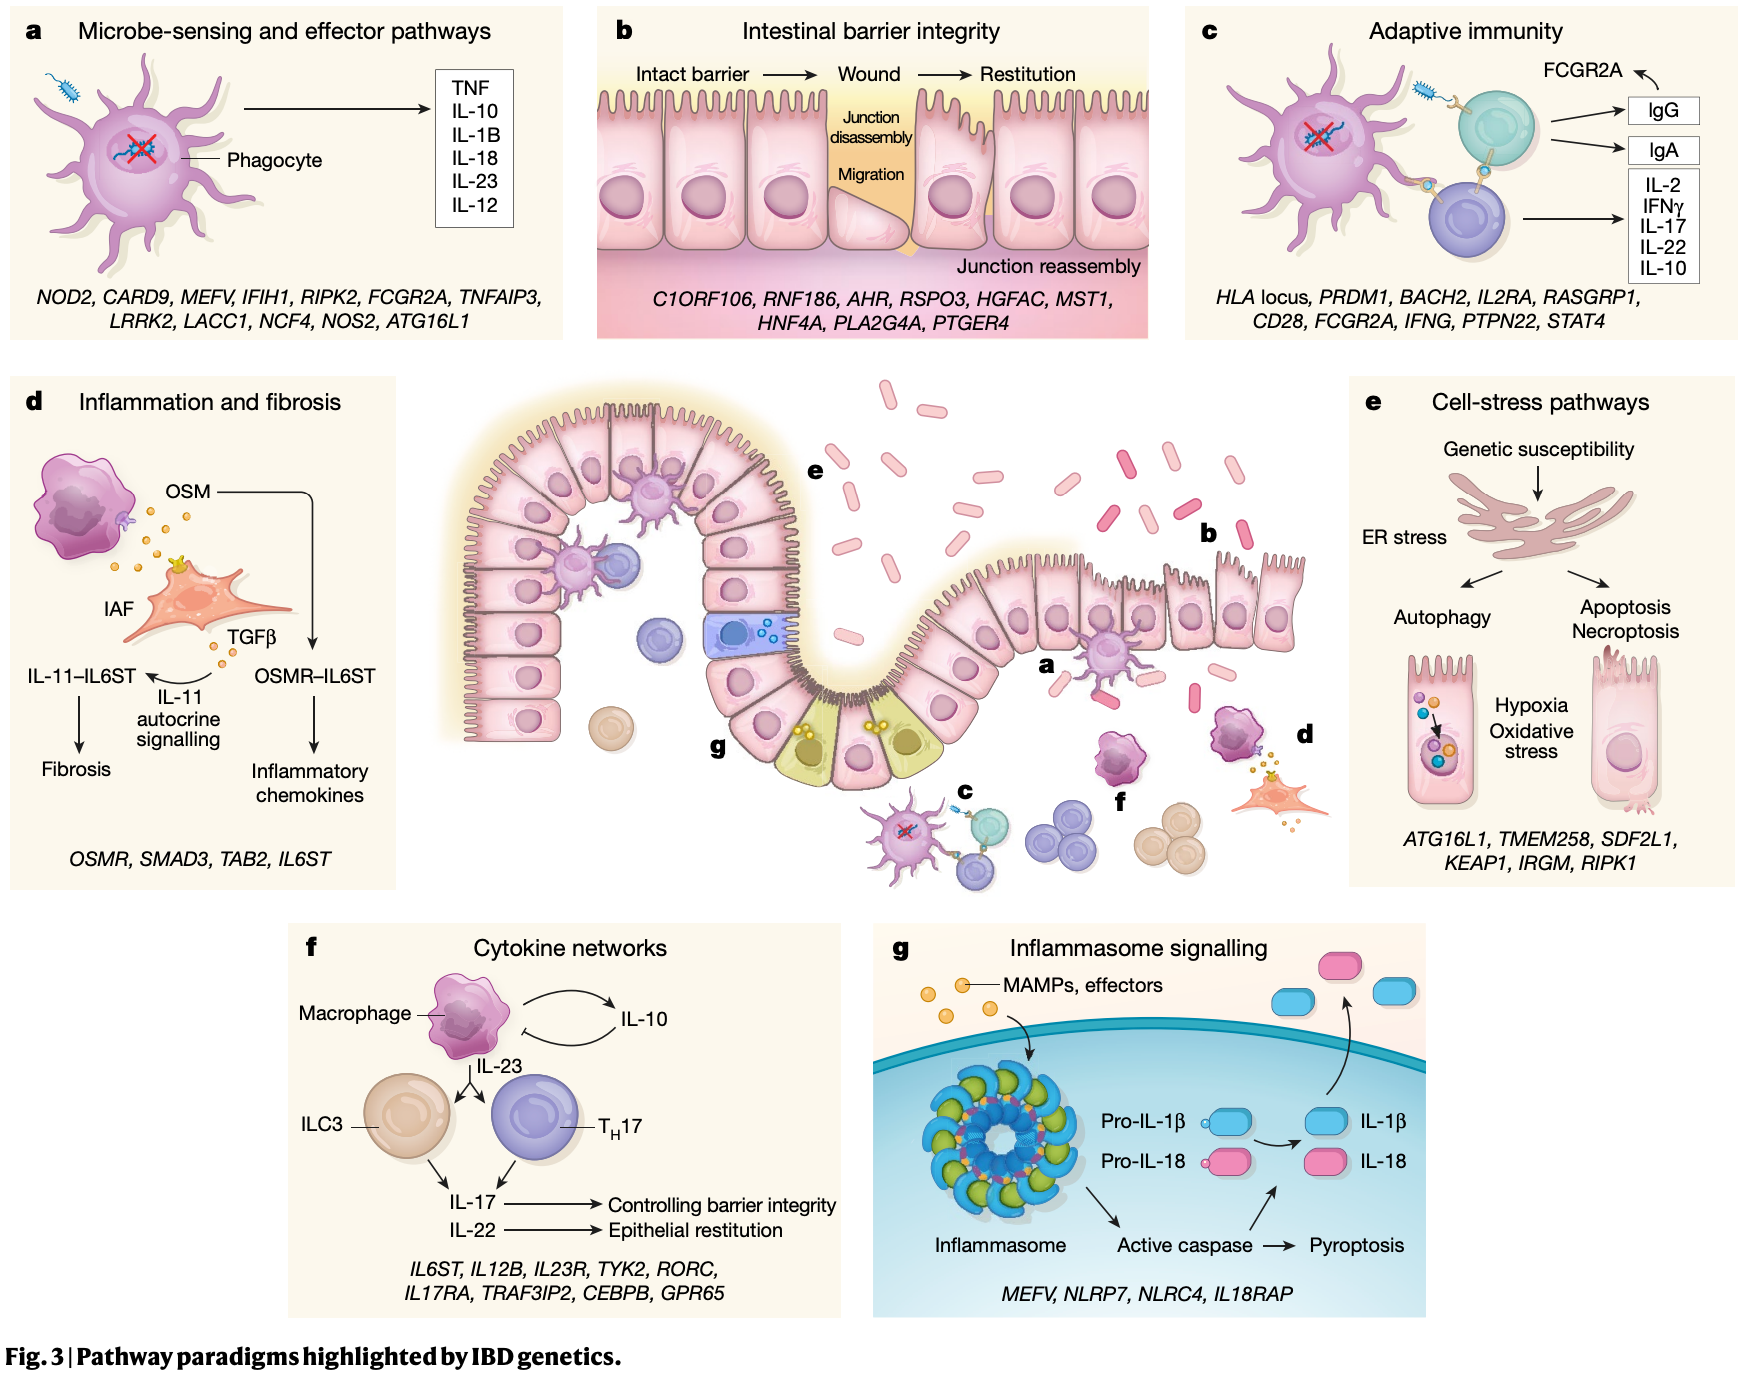 a Microbe-sensing and effector pathways
TNF
IL-10
IL-1B
IL-18
IL-23
IL-12
Phagocyte
NOD2, CARD9, MEFV, IFIH1, RIPK2, FCGR2A, TNFAIP3,
LRRK2, LACC1, NCF4, NOS2, ATG16L1
b Intestinal barrier integrity
Intact barrier Wound Restitution
Junction
disassembly
Migration
Junction reassembly
C1ORF106, RNF186, AHR, RSPO3, HGFAC, MST1,
HNF4A, PLA2G4A, PTGER4
c Adaptive immunity
FCGR2A
IgG
IgA
IL-2
IFNγ
IL-17
IL-22
IL-10
HLA locus, PRDM1, BACH2, IL2RA, RASGRP1,
CD28, FCGR2A, IFNG, PTPN22, STAT4
d Inflammation and fibrosis
OSM
IAF
TGFβ
IL-11–IL6ST
OSMR–IL6ST
IL-11
autocrine
signalling
Fibrosis
Inflammatory
chemokines
OSMR, SMAD3, TAB2, IL6ST
e
b
a
g
d
c
f
e Cell-stress pathways
Genetic susceptibility
ER stress
Autophagy
Apoptosis
Necroptosis
Hypoxia
Oxidative
stress
ATG16L1, TMEM258, SDF2L1,
KEAP1, IRGM, RIPK1
f Cytokine networks
Macrophage
IL-10
IL-23
ILC3
TH17
IL-17 Controlling barrier integrity
IL-22 Epithelial restitution
IL6ST, IL12B, IL23R, TYK2, RORC,
IL17RA, TRAF3IP2, CEBPB, GPR65
g Inflammasome signalling
MAMPs, effectors
Pro-IL-1β IL-1β
Pro-IL-18 IL-18
Inflammasome Active caspase Pyroptosis
MEFV, NLRP7, NLRC4, IL18RAP
Fig. 3 | Pathway paradigms highlighted by IBD genetics.